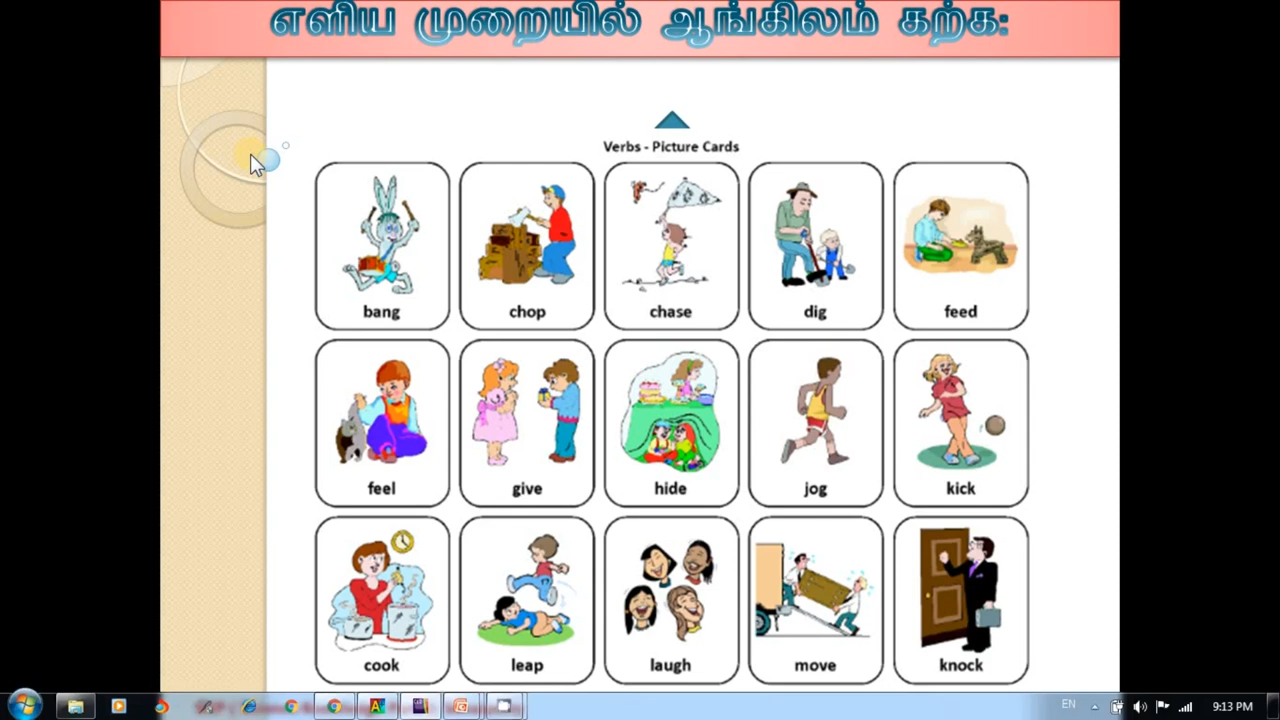 எளிய முறையில் ஆங்கிலம் கற்க:
Verbs - Picture Cards
bang chop chase dig feed
feel give hide jog kick
cook leap laugh move knock
EN 9:13 PM